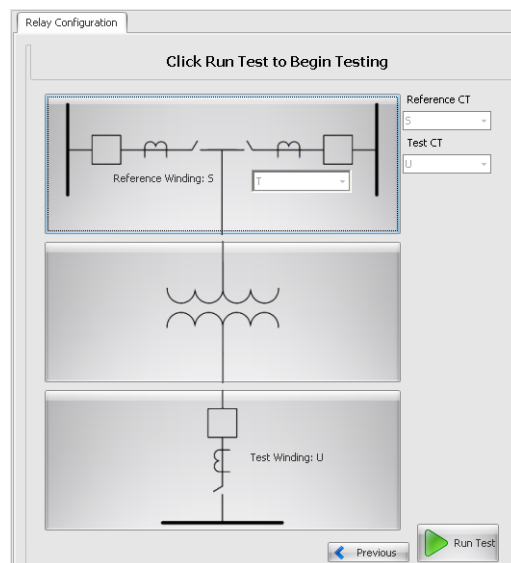 Relay Configuration
Click Run Test to Begin Testing
Reference CT
S
Test CT
U
Reference Winding: S
T
Test Winding: U
Previous
Run Test